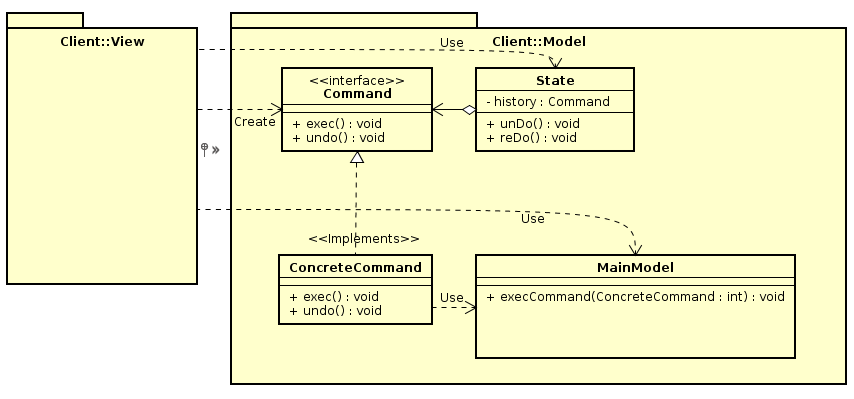 Client::View
Client::Model
Use
<<interface>>
Command
+ exec() : void
+ undo() : void
State
- history : Command
+ unDo() : void
+ reDo() : void
Create
Use
<<Implements>>
ConcreteCommand
+ exec() : void
+ undo() : void
Use
MainModel
+ execCommand(ConcreteCommand : int) : void